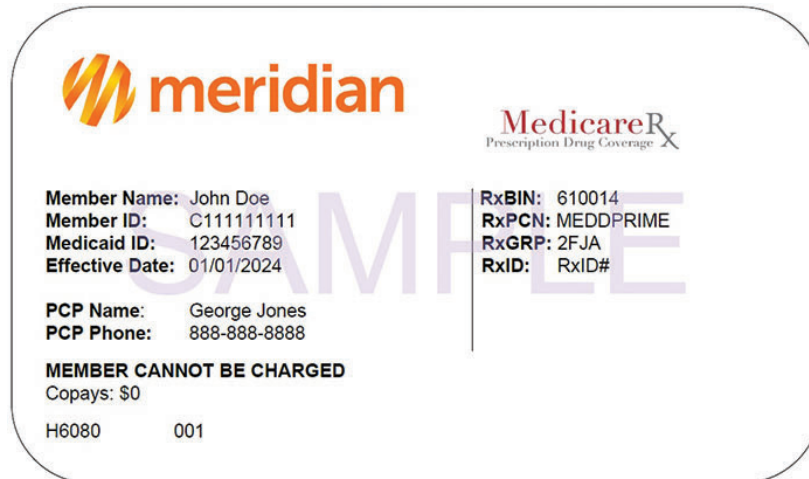 meridian
MedicareRx
Prescription Drug Coverage
Member Name: John Doe
Member ID: C111111111
Medicaid ID: 123456789
Effective Date: 01/01/2024
PCP Name: George Jones
PCP Phone: 888-888-8888
MEMBER CANNOT BE CHARGED
Copays: $0
H6080 001
RxBIN: 610014
RxPCN: MEDDPRIME
RxGRP: 2FJA
RxID: RxID#
SAMPLE